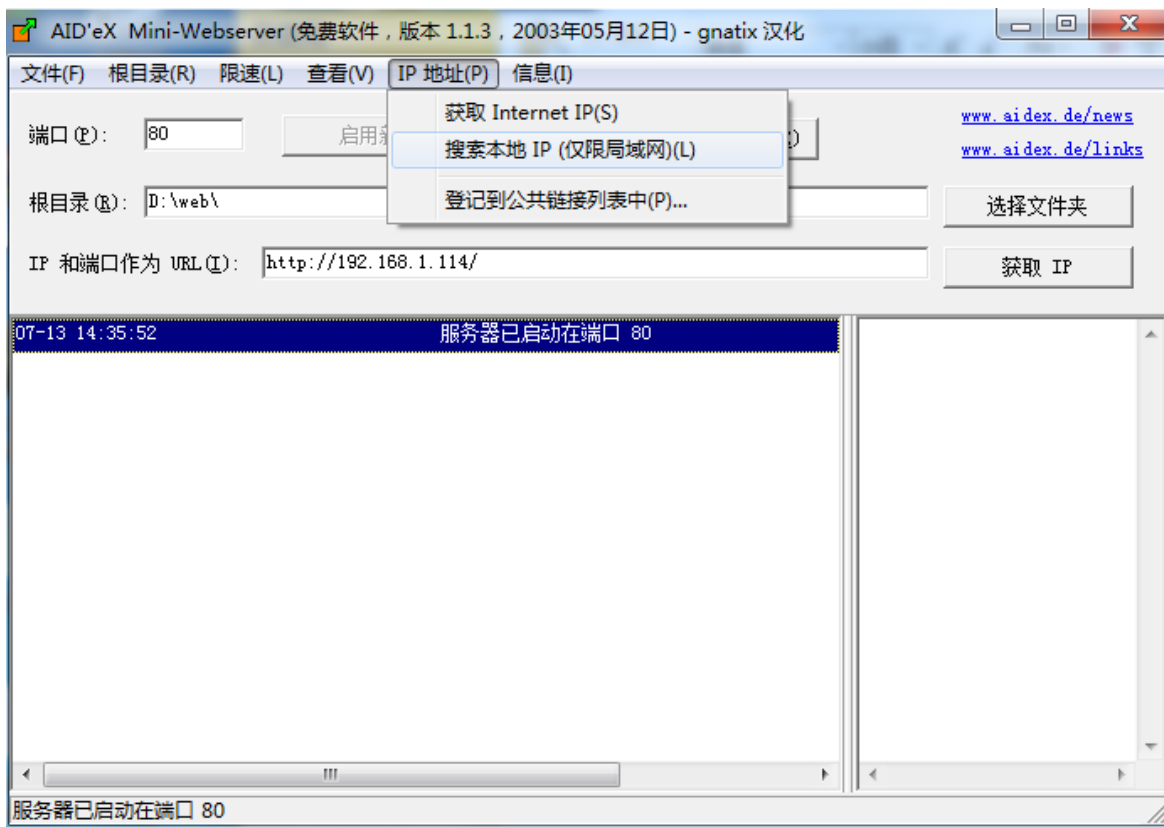 AID'eX Mini-Webserver (免费软件，版本 1.1.3，2003年05月12日) - gnatix 汉化
文件(F) 根目录(R) 限速(L) 查看(V) IP 地址(P) 信息(I)
获取 Internet IP(S)
搜索本地 IP (仅限局域网)(L)
登记到公共链接列表中(P)...
端口(P): 80 启用
www.aidex.de/news
www.aidex.de/links
根目录(R): D:\web\ 选择文件夹
IP 和端口作为 URL(I): http://192.168.1.114/ 获取 IP
07-13 14:35:52 服务器已启动在端口 80
服务器已启动在端口 80